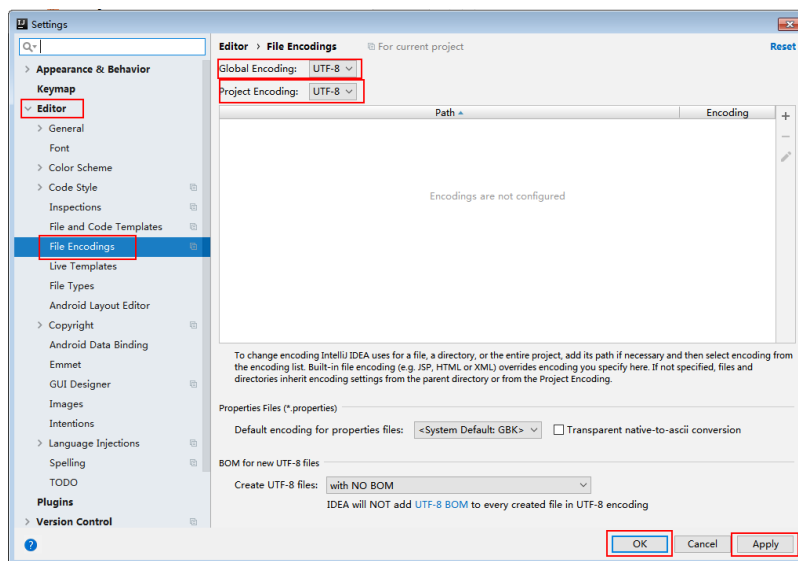 Settings
Editor > File Encodings
For current project
Reset
Appearance & Behavior
Keymap
Editor
General
Font
Color Scheme
Code Style
Inspections
File and Code Templates
File Encodings
Live Templates
File Types
Android Layout Editor
Copyright
Android Data Binding
Emmet
GUI Designer
Images
Intentions
Language Injections
Spelling
TODO
Plugins
Version Control
Global Encoding: UTF-8
Project Encoding: UTF-8
Path Encoding
Encodings are not configured
To change encoding IntelliJ IDEA uses for a file, a directory, or the entire project, add its path if necessary and then select encoding from
the encoding list. Built-in file encoding (e.g. JSP, HTML or XML) overrides encoding you specify here. If not specified, files and
directories inherit encoding settings from the parent directory or from the Project Encoding.
Properties Files (*.properties)
Default encoding for properties files: <System Default: GBK> Transparent native-to-ascii conversion
BOM for new UTF-8 files
Create UTF-8 files: with NO BOM
IDEA will NOT add UTF-8 BOM to every created file in UTF-8 encoding
? OK Cancel Apply